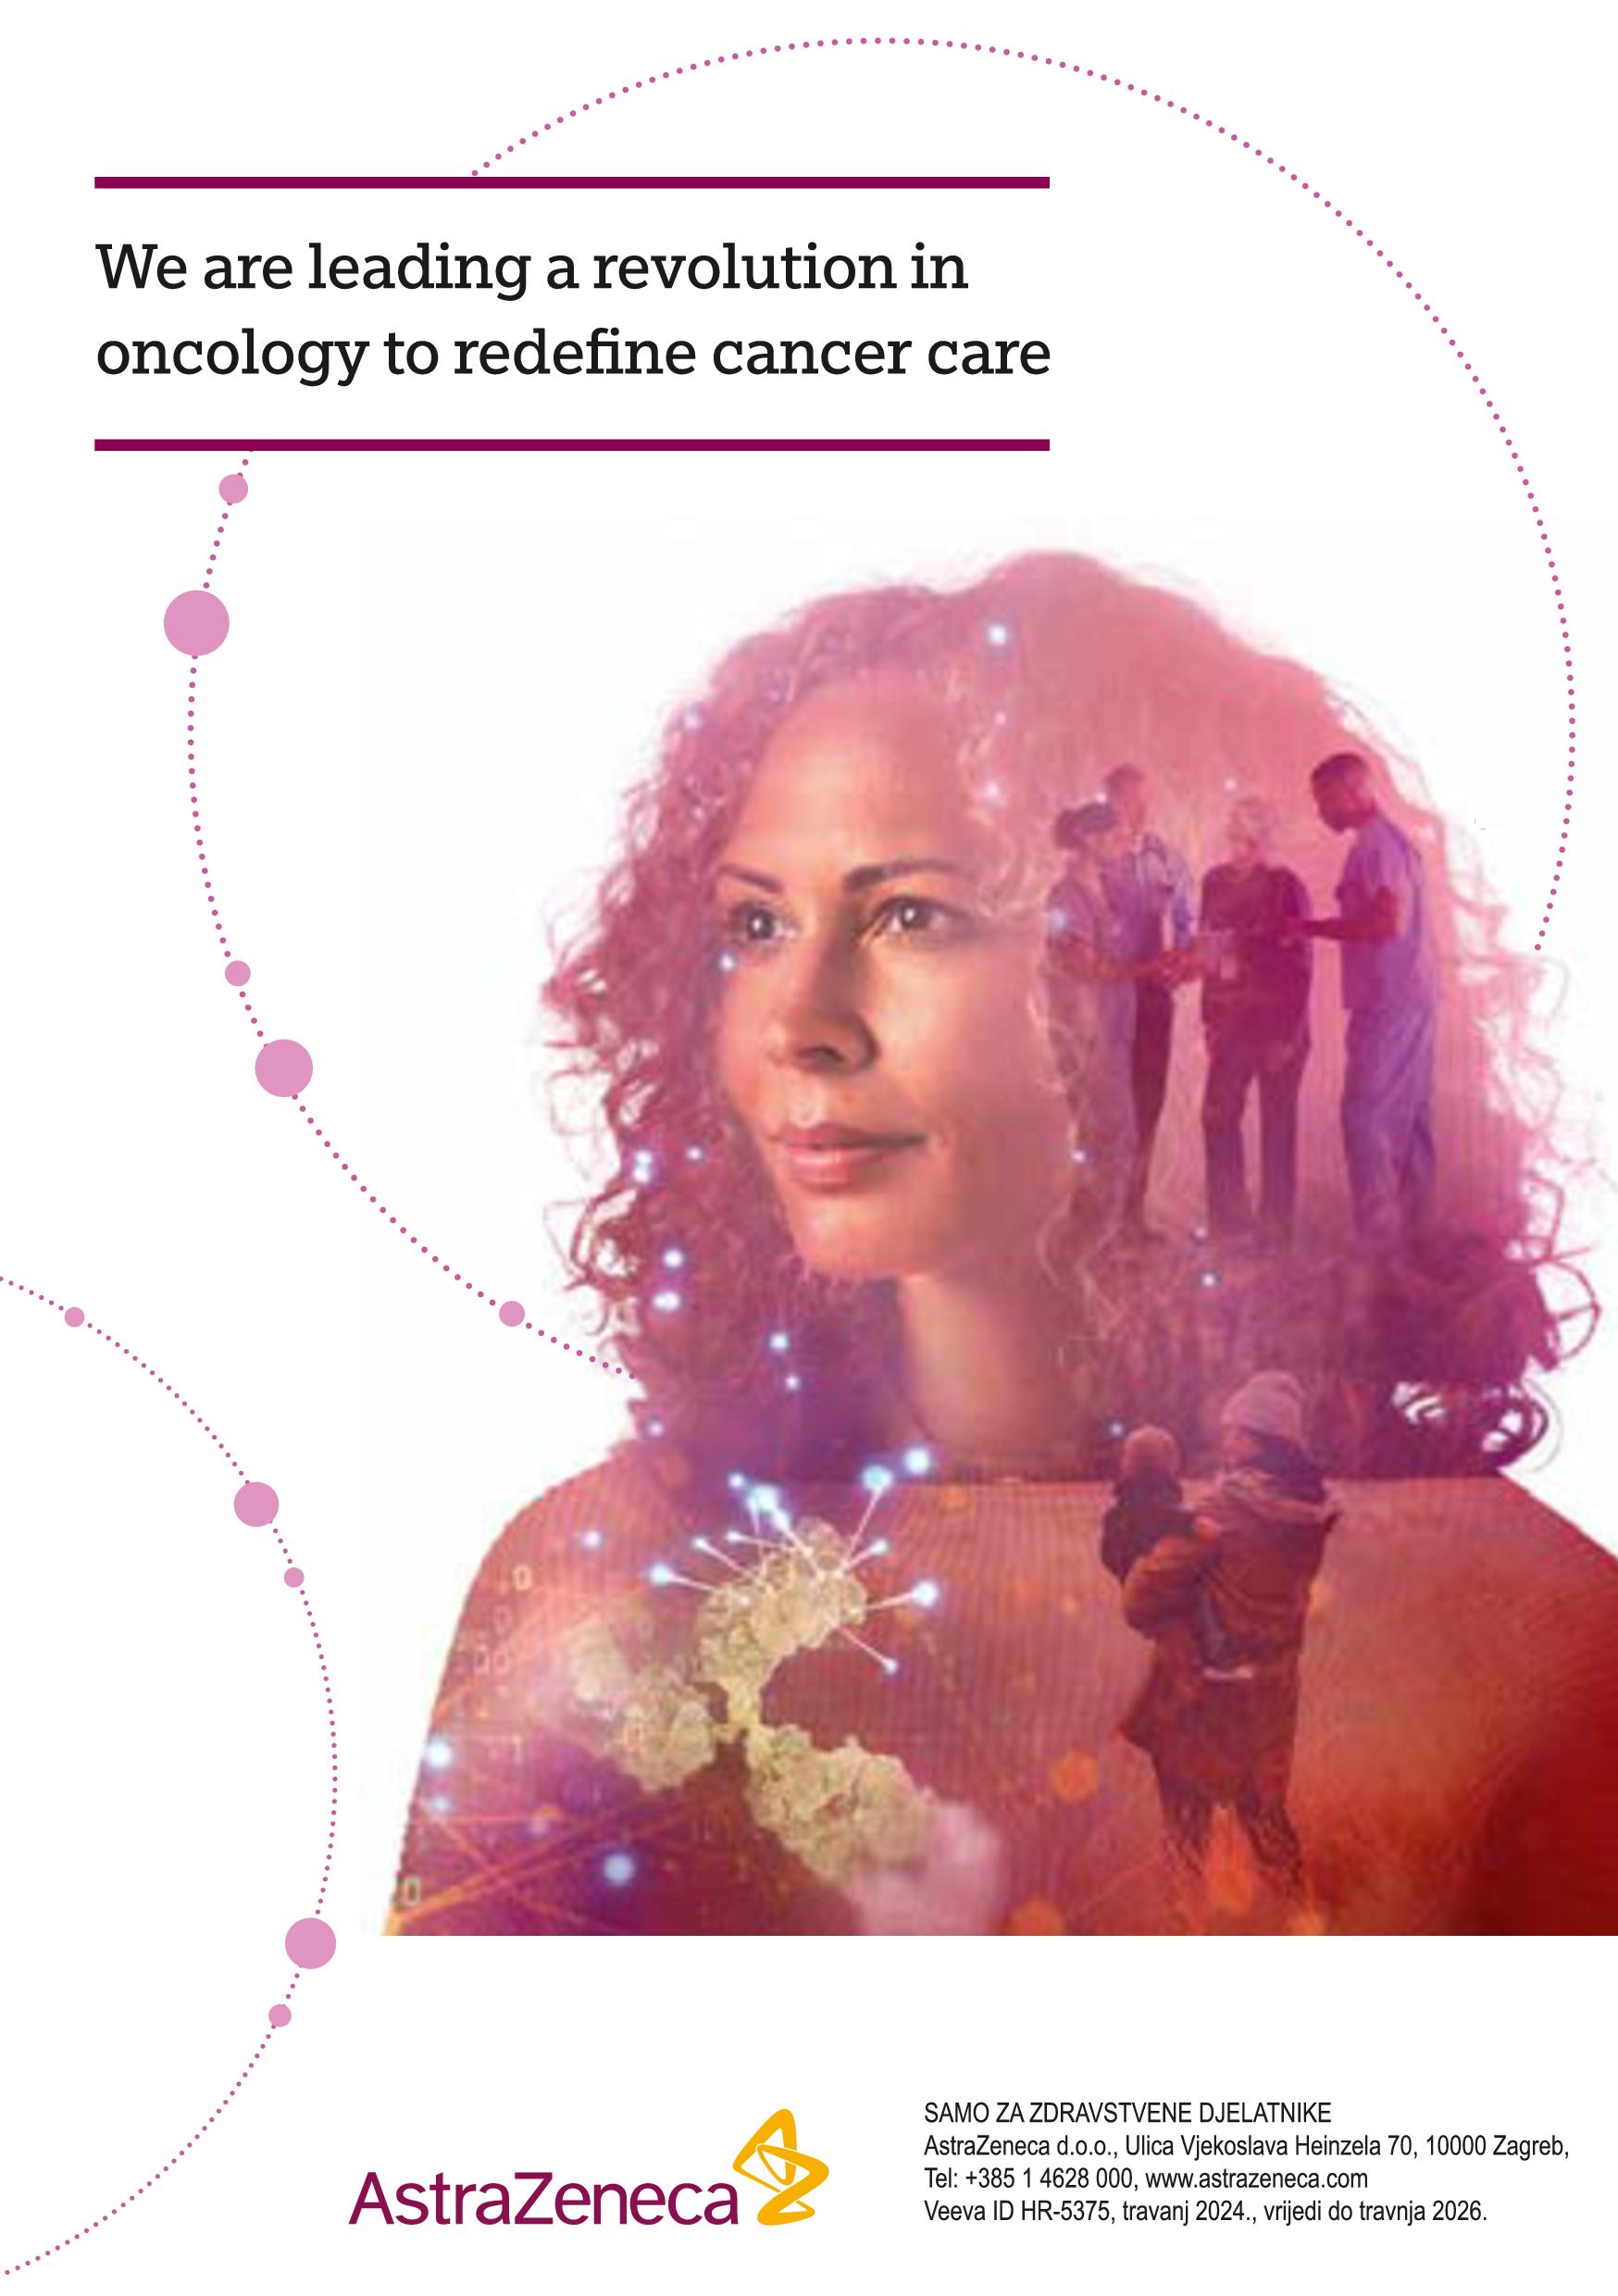 We are leading a revolution in
oncology to redefine cancer care
AstraZeneca
SAMO ZA ZDRAVSTVENE DJELATNIKE
AstraZeneca d.o.o., Ulica Vjekoslava Heinzela 70, 10000 Zagreb,
Tel: +385 1 4628 000, www.astrazeneca.com
Veeva ID HR-5375, travanj 2024., vrijedi do travnja 2026.